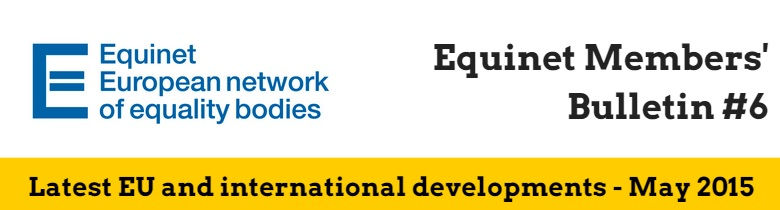 Equinet
European network
of equality bodies
Equinet Members'
Bulletin #6
Latest EU and international developments - May 2015